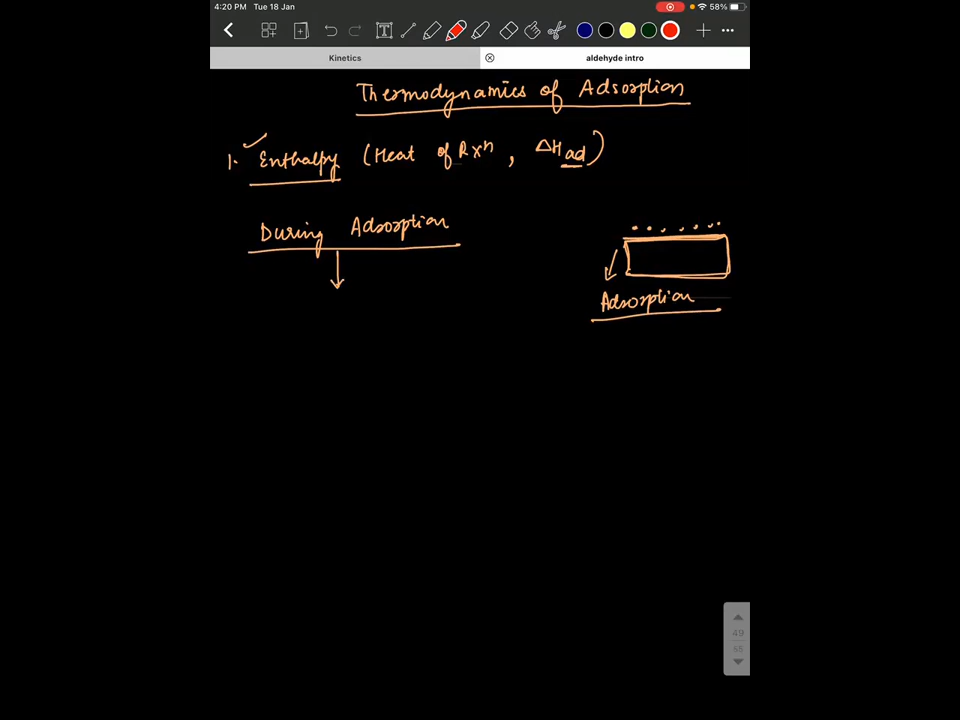 4:20 PM Tue 18 Jan 58%
Kinetics aldehyde intro
Thermodynamics of Adsorption
1. Enthalpy (Heat of Rxn, ΔHad)
During Adsorption
Adsorption
49
55